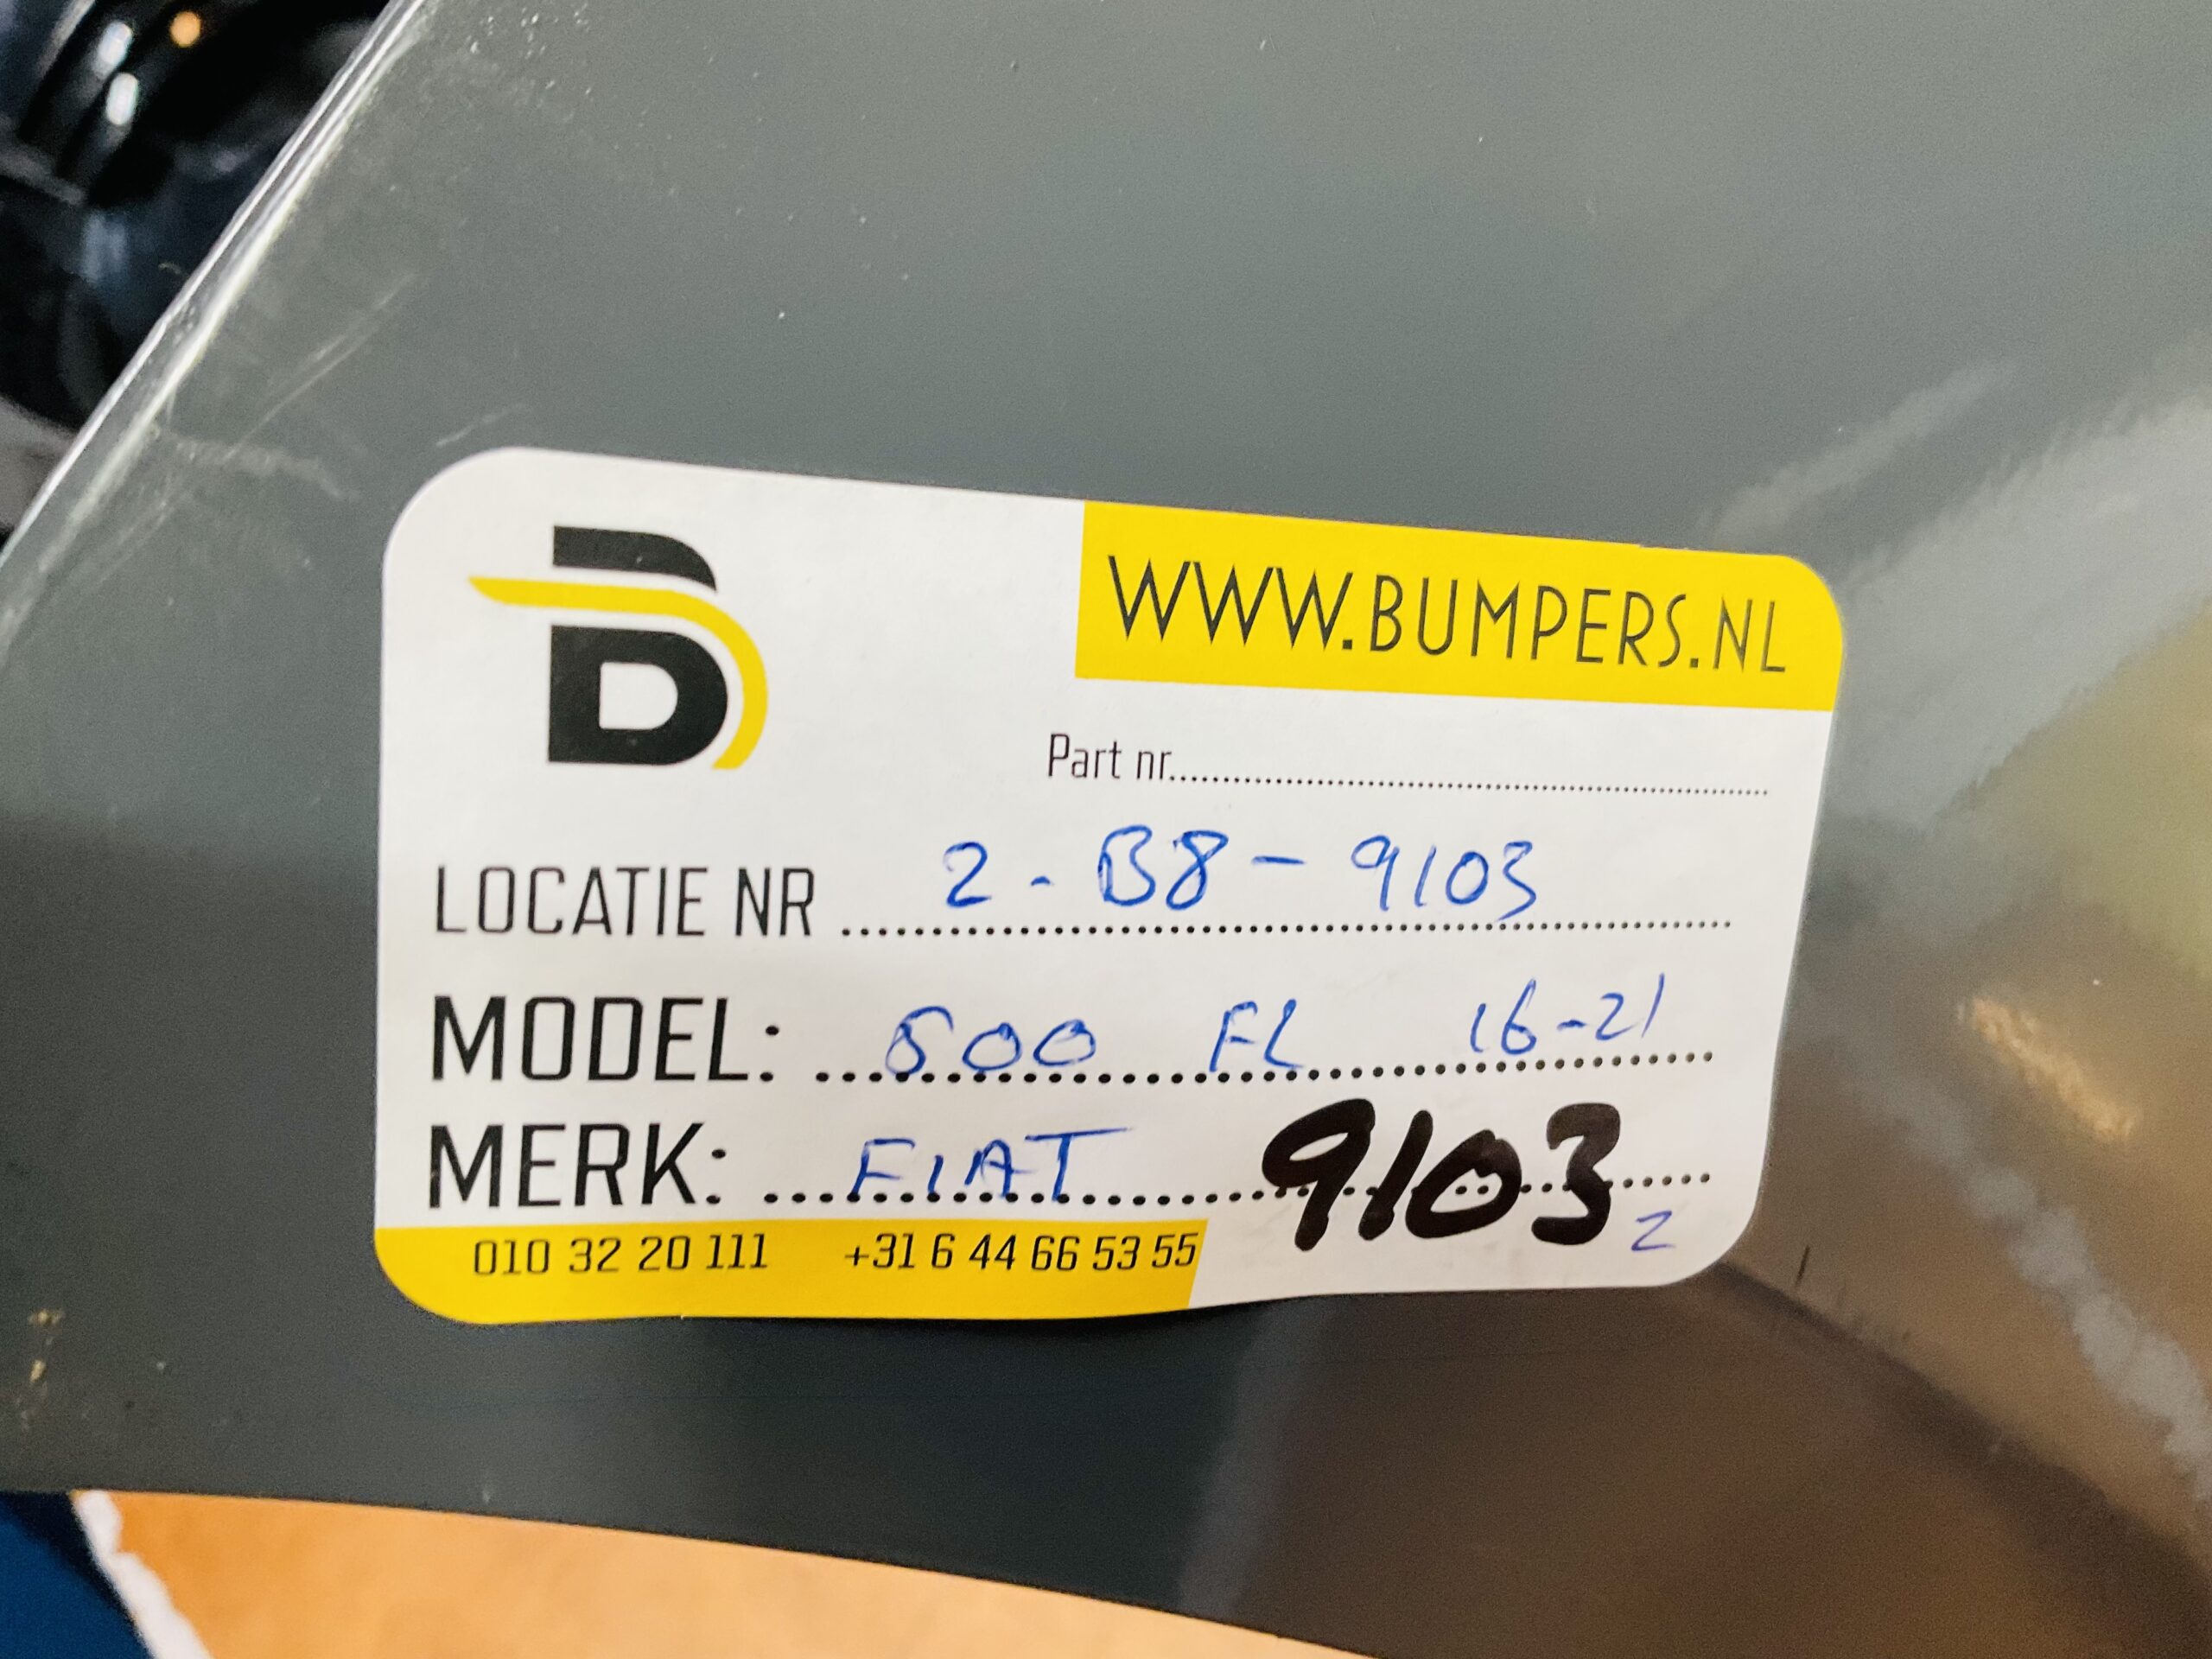 WWW.BUMPERS.NL
Part nr..........
LOCATIE NR 2-B8-9103
MODEL: 500 FL 16-21
MERK: FIAT 9103 2
010 32 20 111 +31 6 44 66 53 55